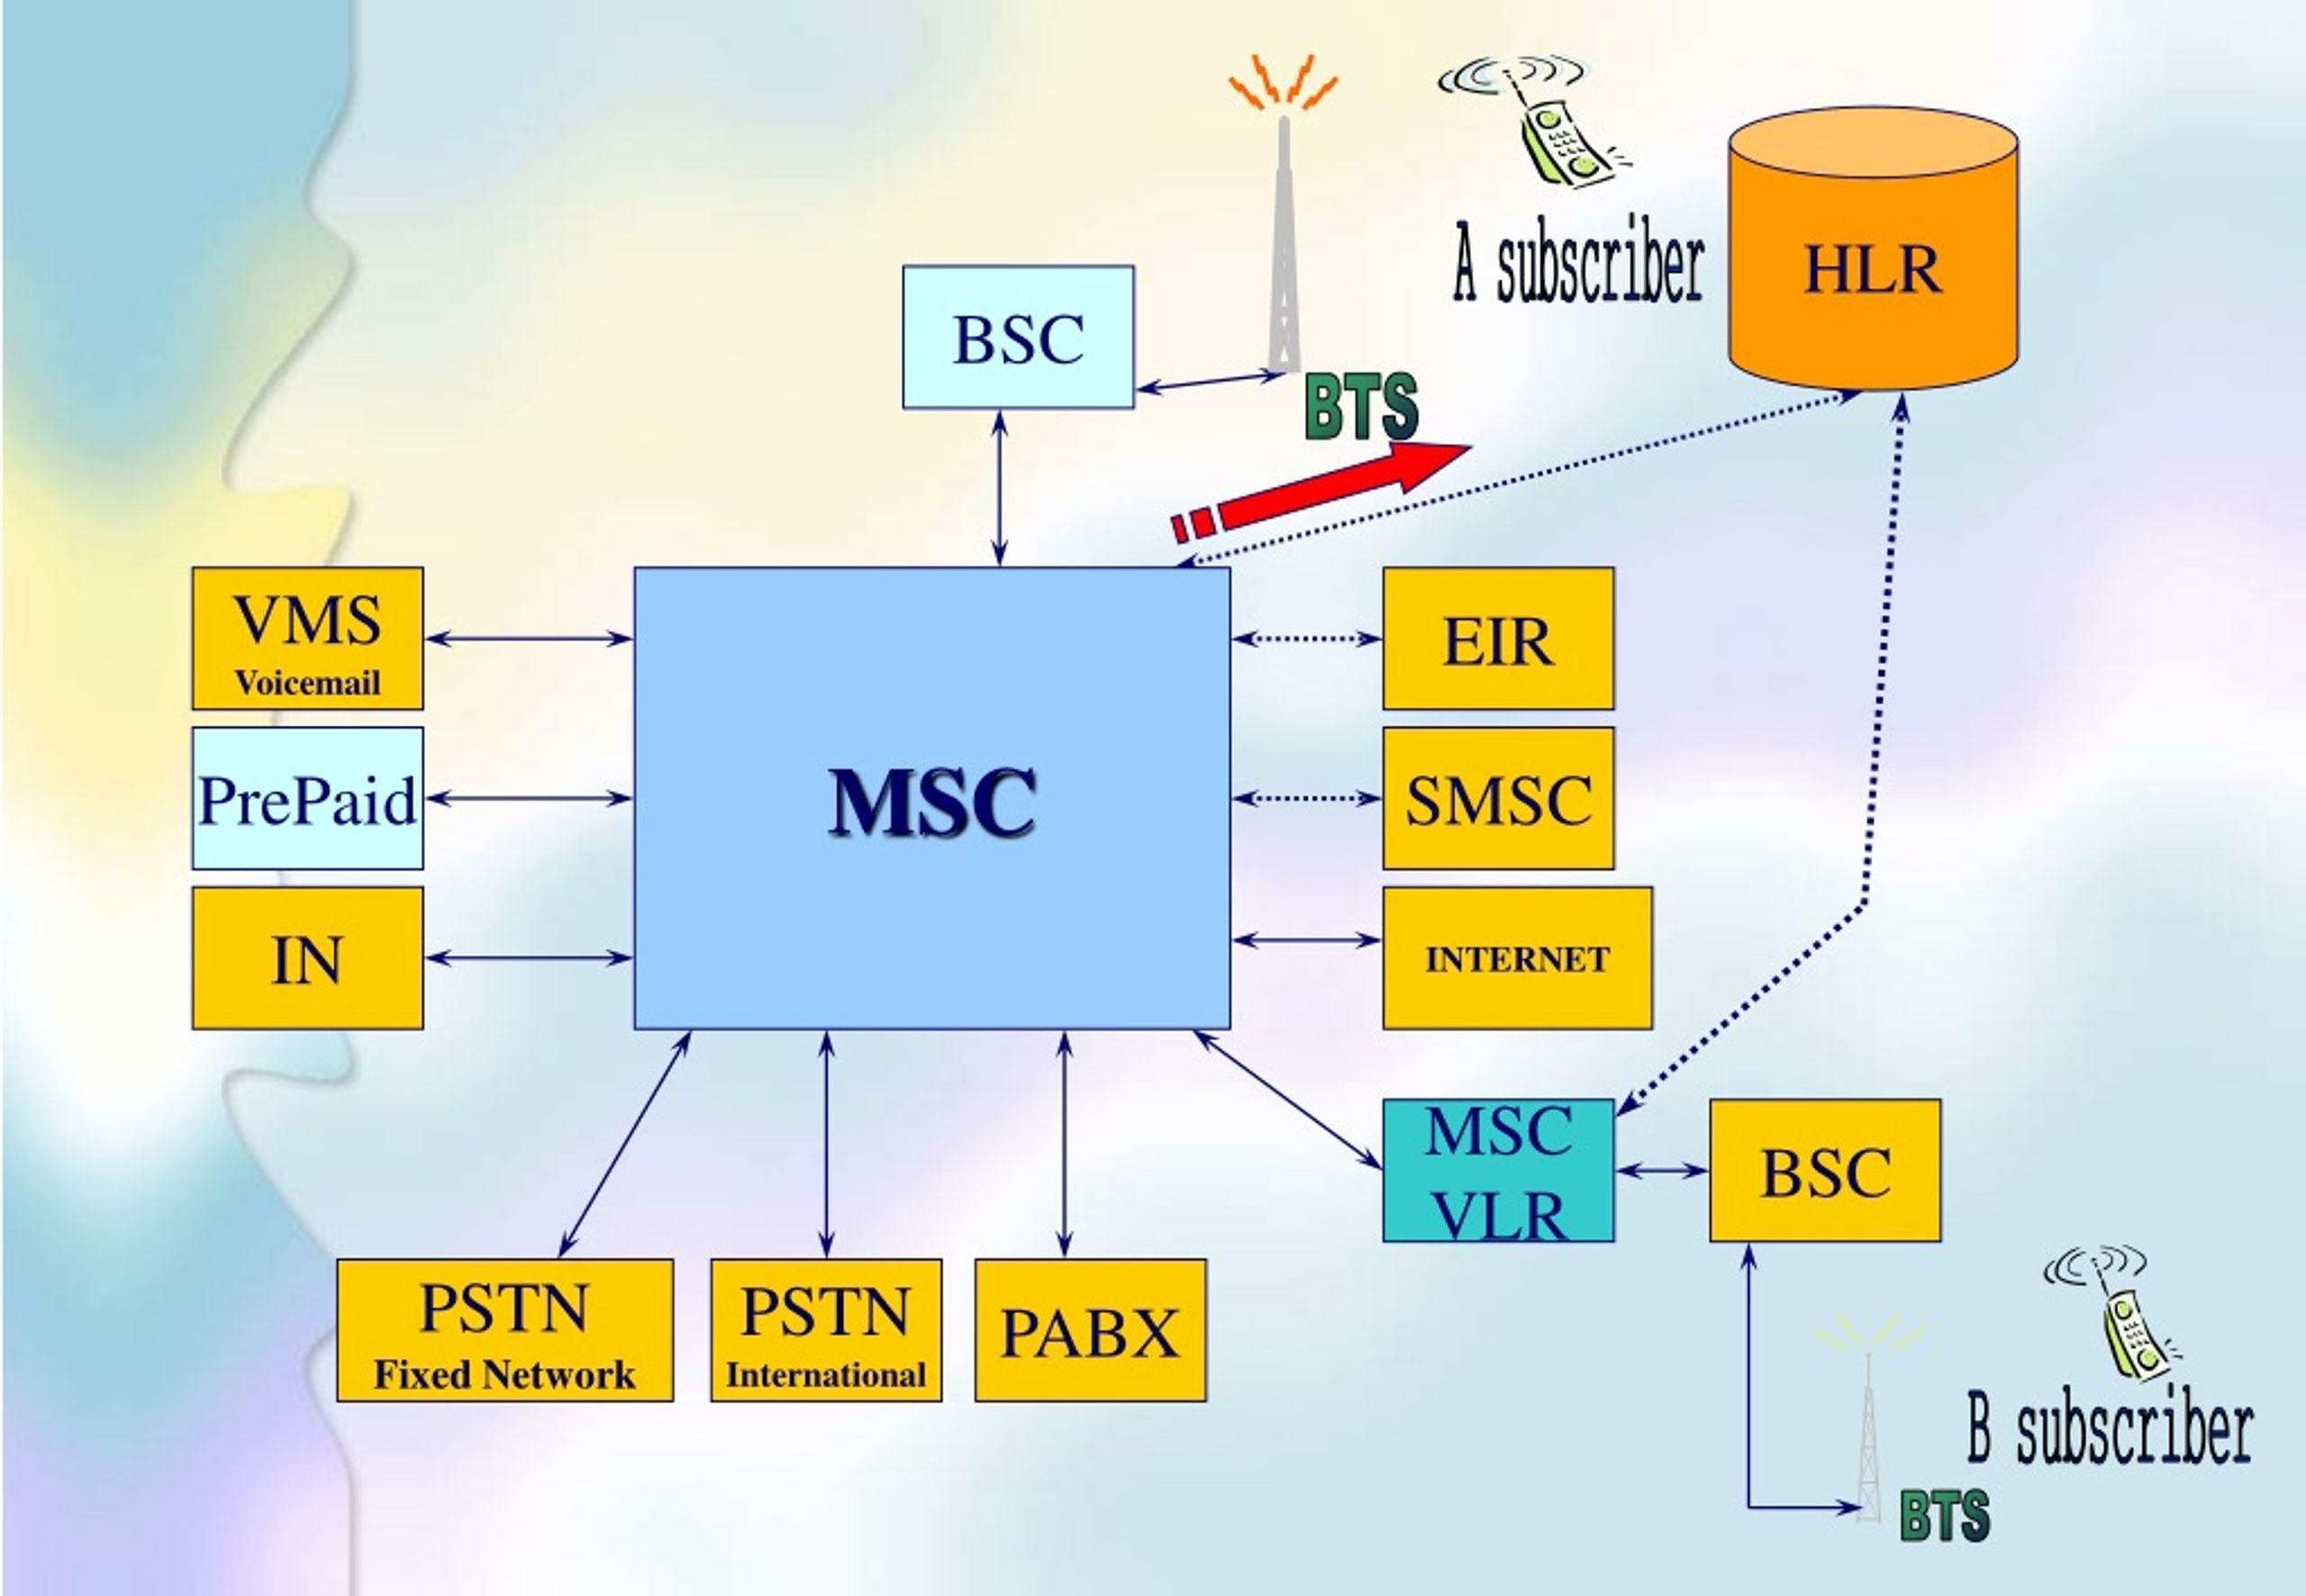 A subscriber
HLR
BSC
BTS
VMS
Voicemail
EIR
PrePaid
MSC
SMSC
IN
INTERNET
MSC
VLR
BSC
PSTN
Fixed Network
PSTN
International
PABX
B subscriber
BTS